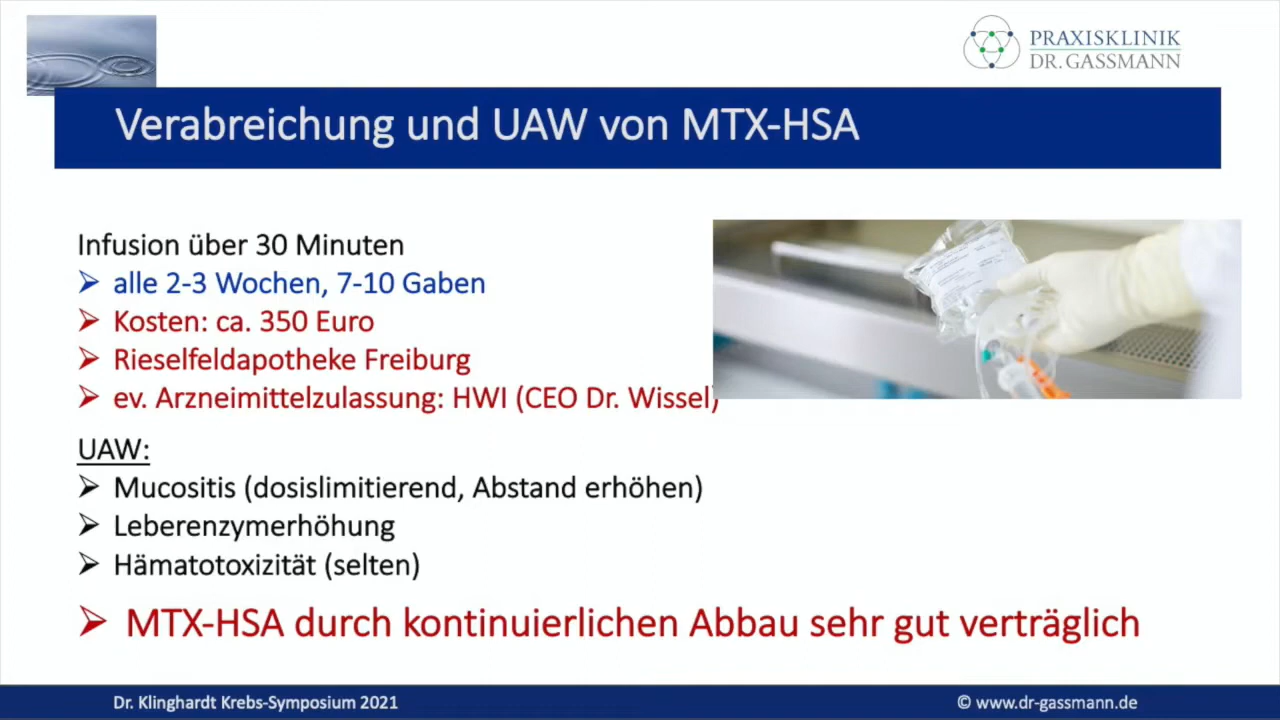 PRAXISKLINIK
DR. GASSMANN
Verabreichung und UAW von MTX-HSA
Infusion über 30 Minuten
alle 2-3 Wochen, 7-10 Gaben
Kosten: ca. 350 Euro
Rieselfeldapotheke Freiburg
ev. Arzneimittelzulassung: HWI (CEO Dr. Wissel)
UAW:
Mucositis (dosislimitierend, Abstand erhöhen)
Leberenzymerhöhung
Hämatotoxizität (selten)
MTX-HSA durch kontinuierlichen Abbau sehr gut verträglich
Dr. Klinghardt Krebs-Symposium 2021
© www.dr-gassmann.de